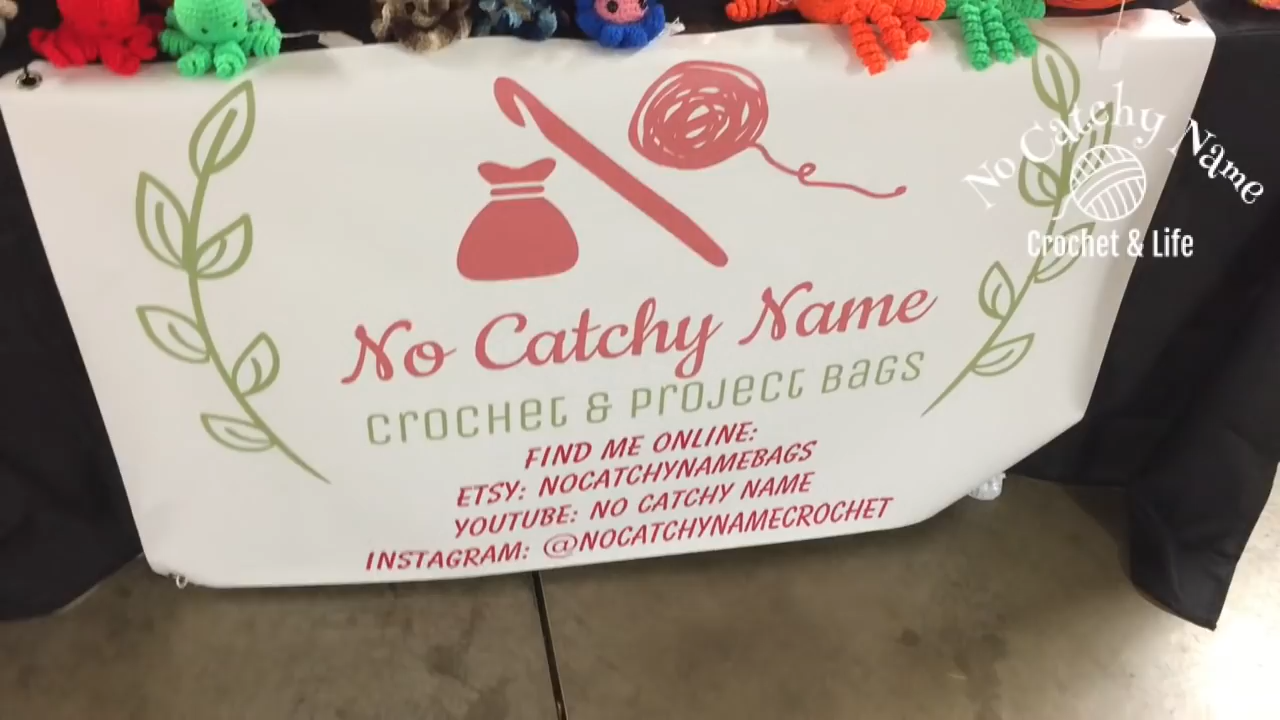 No Catchy Name
Crochet & Project Bags
FIND ME ONLINE:
ETSY: NOCATCHYNAMEBAGS
YOUTUBE: NO CATCHY NAME
INSTAGRAM: @NOCATCHYNAMECROCHET
No Catchy Name
Crochet & Life